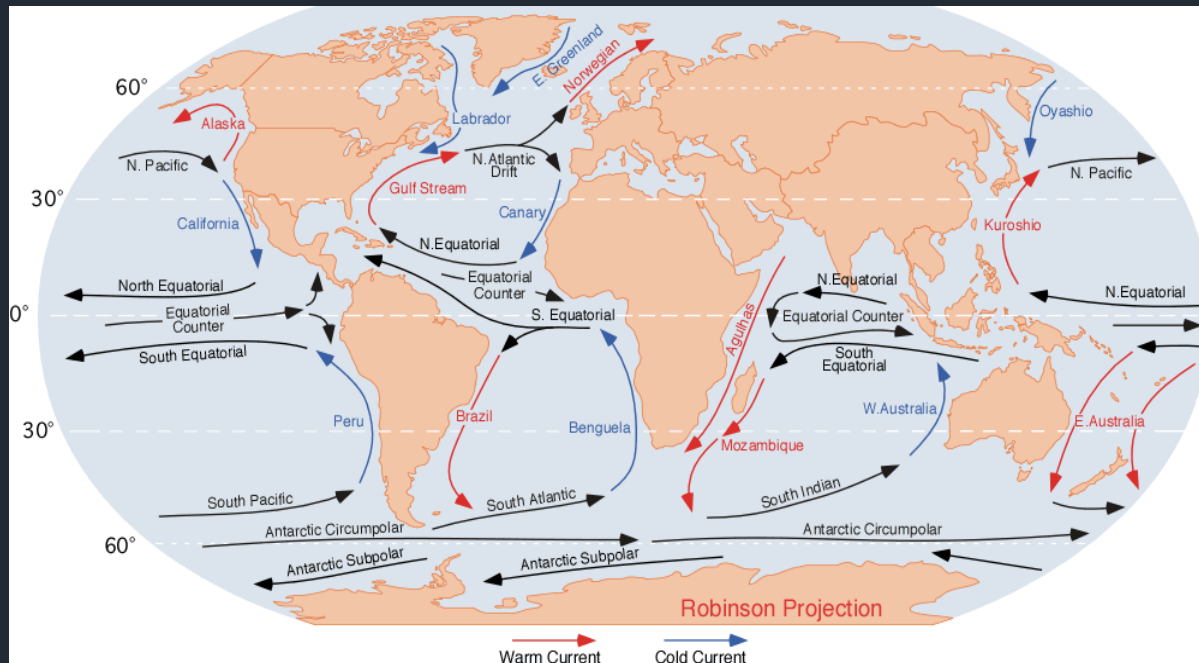 60°
30°
0°
30°
60°
Alaska
N. Pacific
California
North Equatorial
Equatorial
Counter
South Equatorial
Peru
South Pacific
Antarctic Circumpolar
Antarctic Subpolar
Labrador
E. Greenland
Norwegian
N.Atlantic
Drift
Gulf Stream
Canary
N.Equatorial
Equatorial
Counter
S. Equatorial
Brazil
Benguela
South Atlantic
Antarctic Subpolar
Agulhas
Mozambique
N.Equatorial
Equatorial Counter
South
Equatorial
W.Australia
South Indian
Antarctic Circumpolar
Oyashio
N. Pacific
Kuroshio
N.Equatorial
E.Australia
Robinson Projection
Warm Current
Cold Current